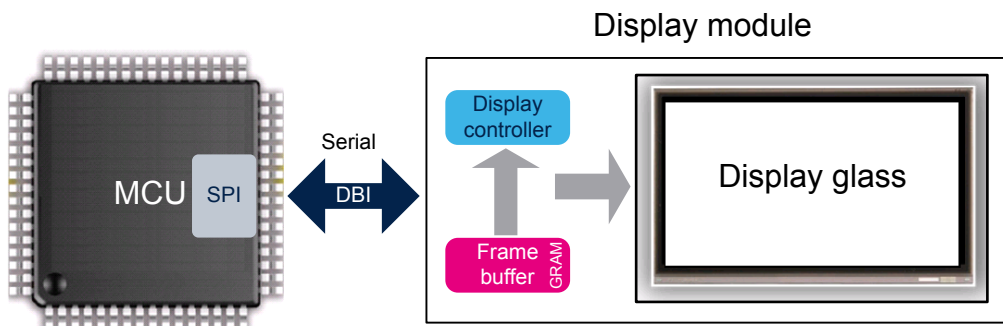 Display module
Display
controller
Serial
MCU
SPI
DBI
Display glass
Frame
buffer
GRAM